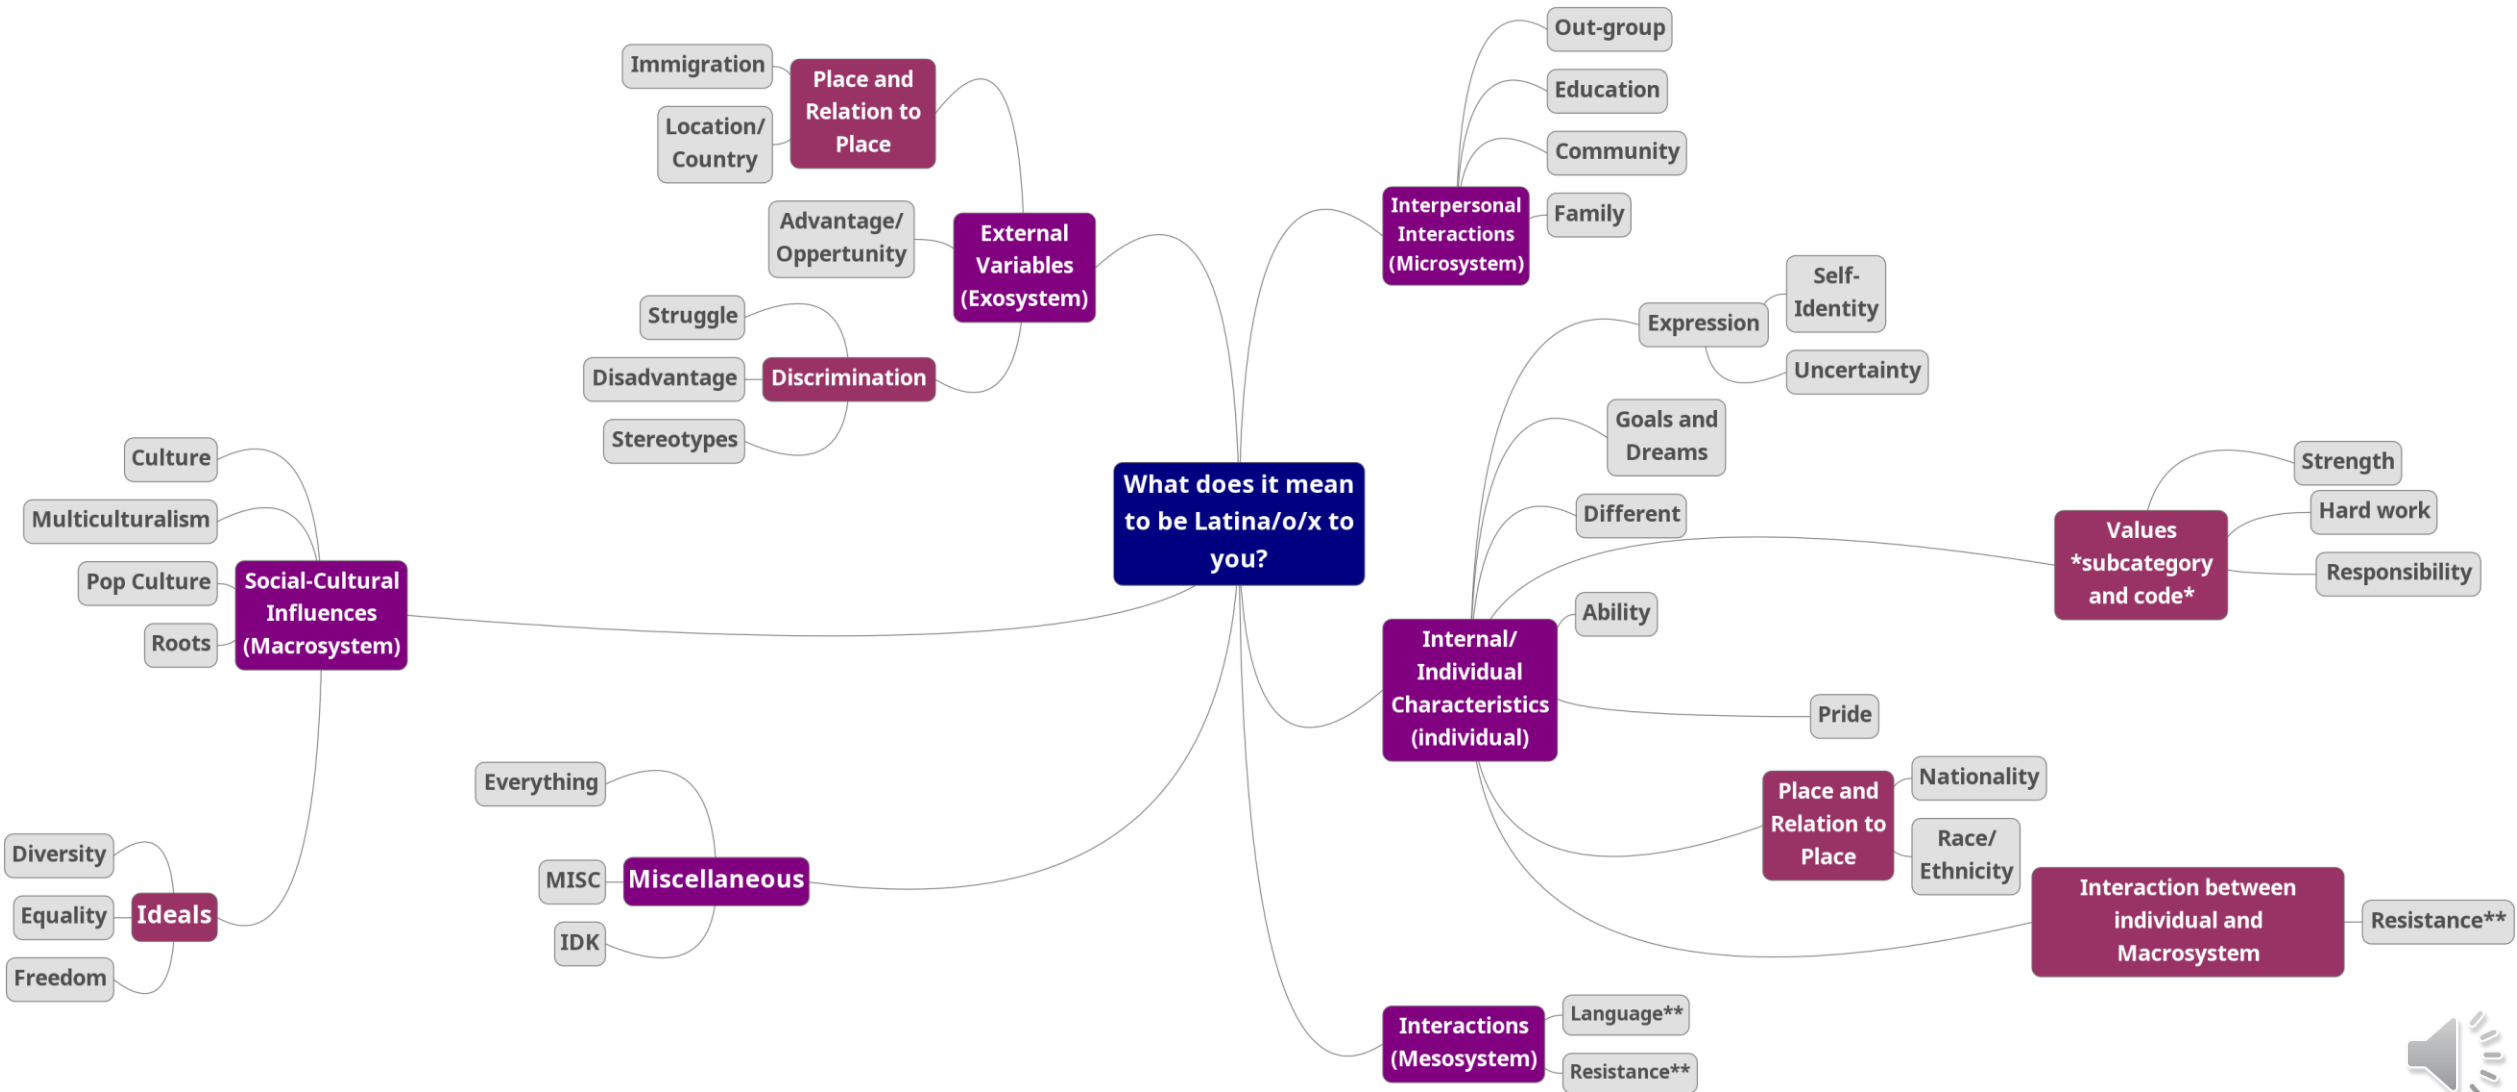 What does it mean
to be Latina/o/x to
you?
External
Variables
(Exosystem)
Place and
Relation to
Place
Immigration
Location/
Country
Advantage/
Oppertunity
Discrimination
Struggle
Disadvantage
Stereotypes
Social-Cultural
Influences
(Macrosystem)
Culture
Multiculturalism
Pop Culture
Roots
Ideals
Diversity
Equality
Freedom
Miscellaneous
Everything
MISC
IDK
Interpersonal
Interactions
(Microsystem)
Out-group
Education
Community
Family
Internal/
Individual
Characteristics
(individual)
Expression
Self-
Identity
Uncertainty
Goals and
Dreams
Different
Values
*subcategory
and code*
Strength
Hard work
Responsibility
Ability
Pride
Place and
Relation to
Place
Nationality
Race/
Ethnicity
Interaction between
individual and
Macrosystem
Resistance**
Interactions
(Mesosystem)
Language**
Resistance**